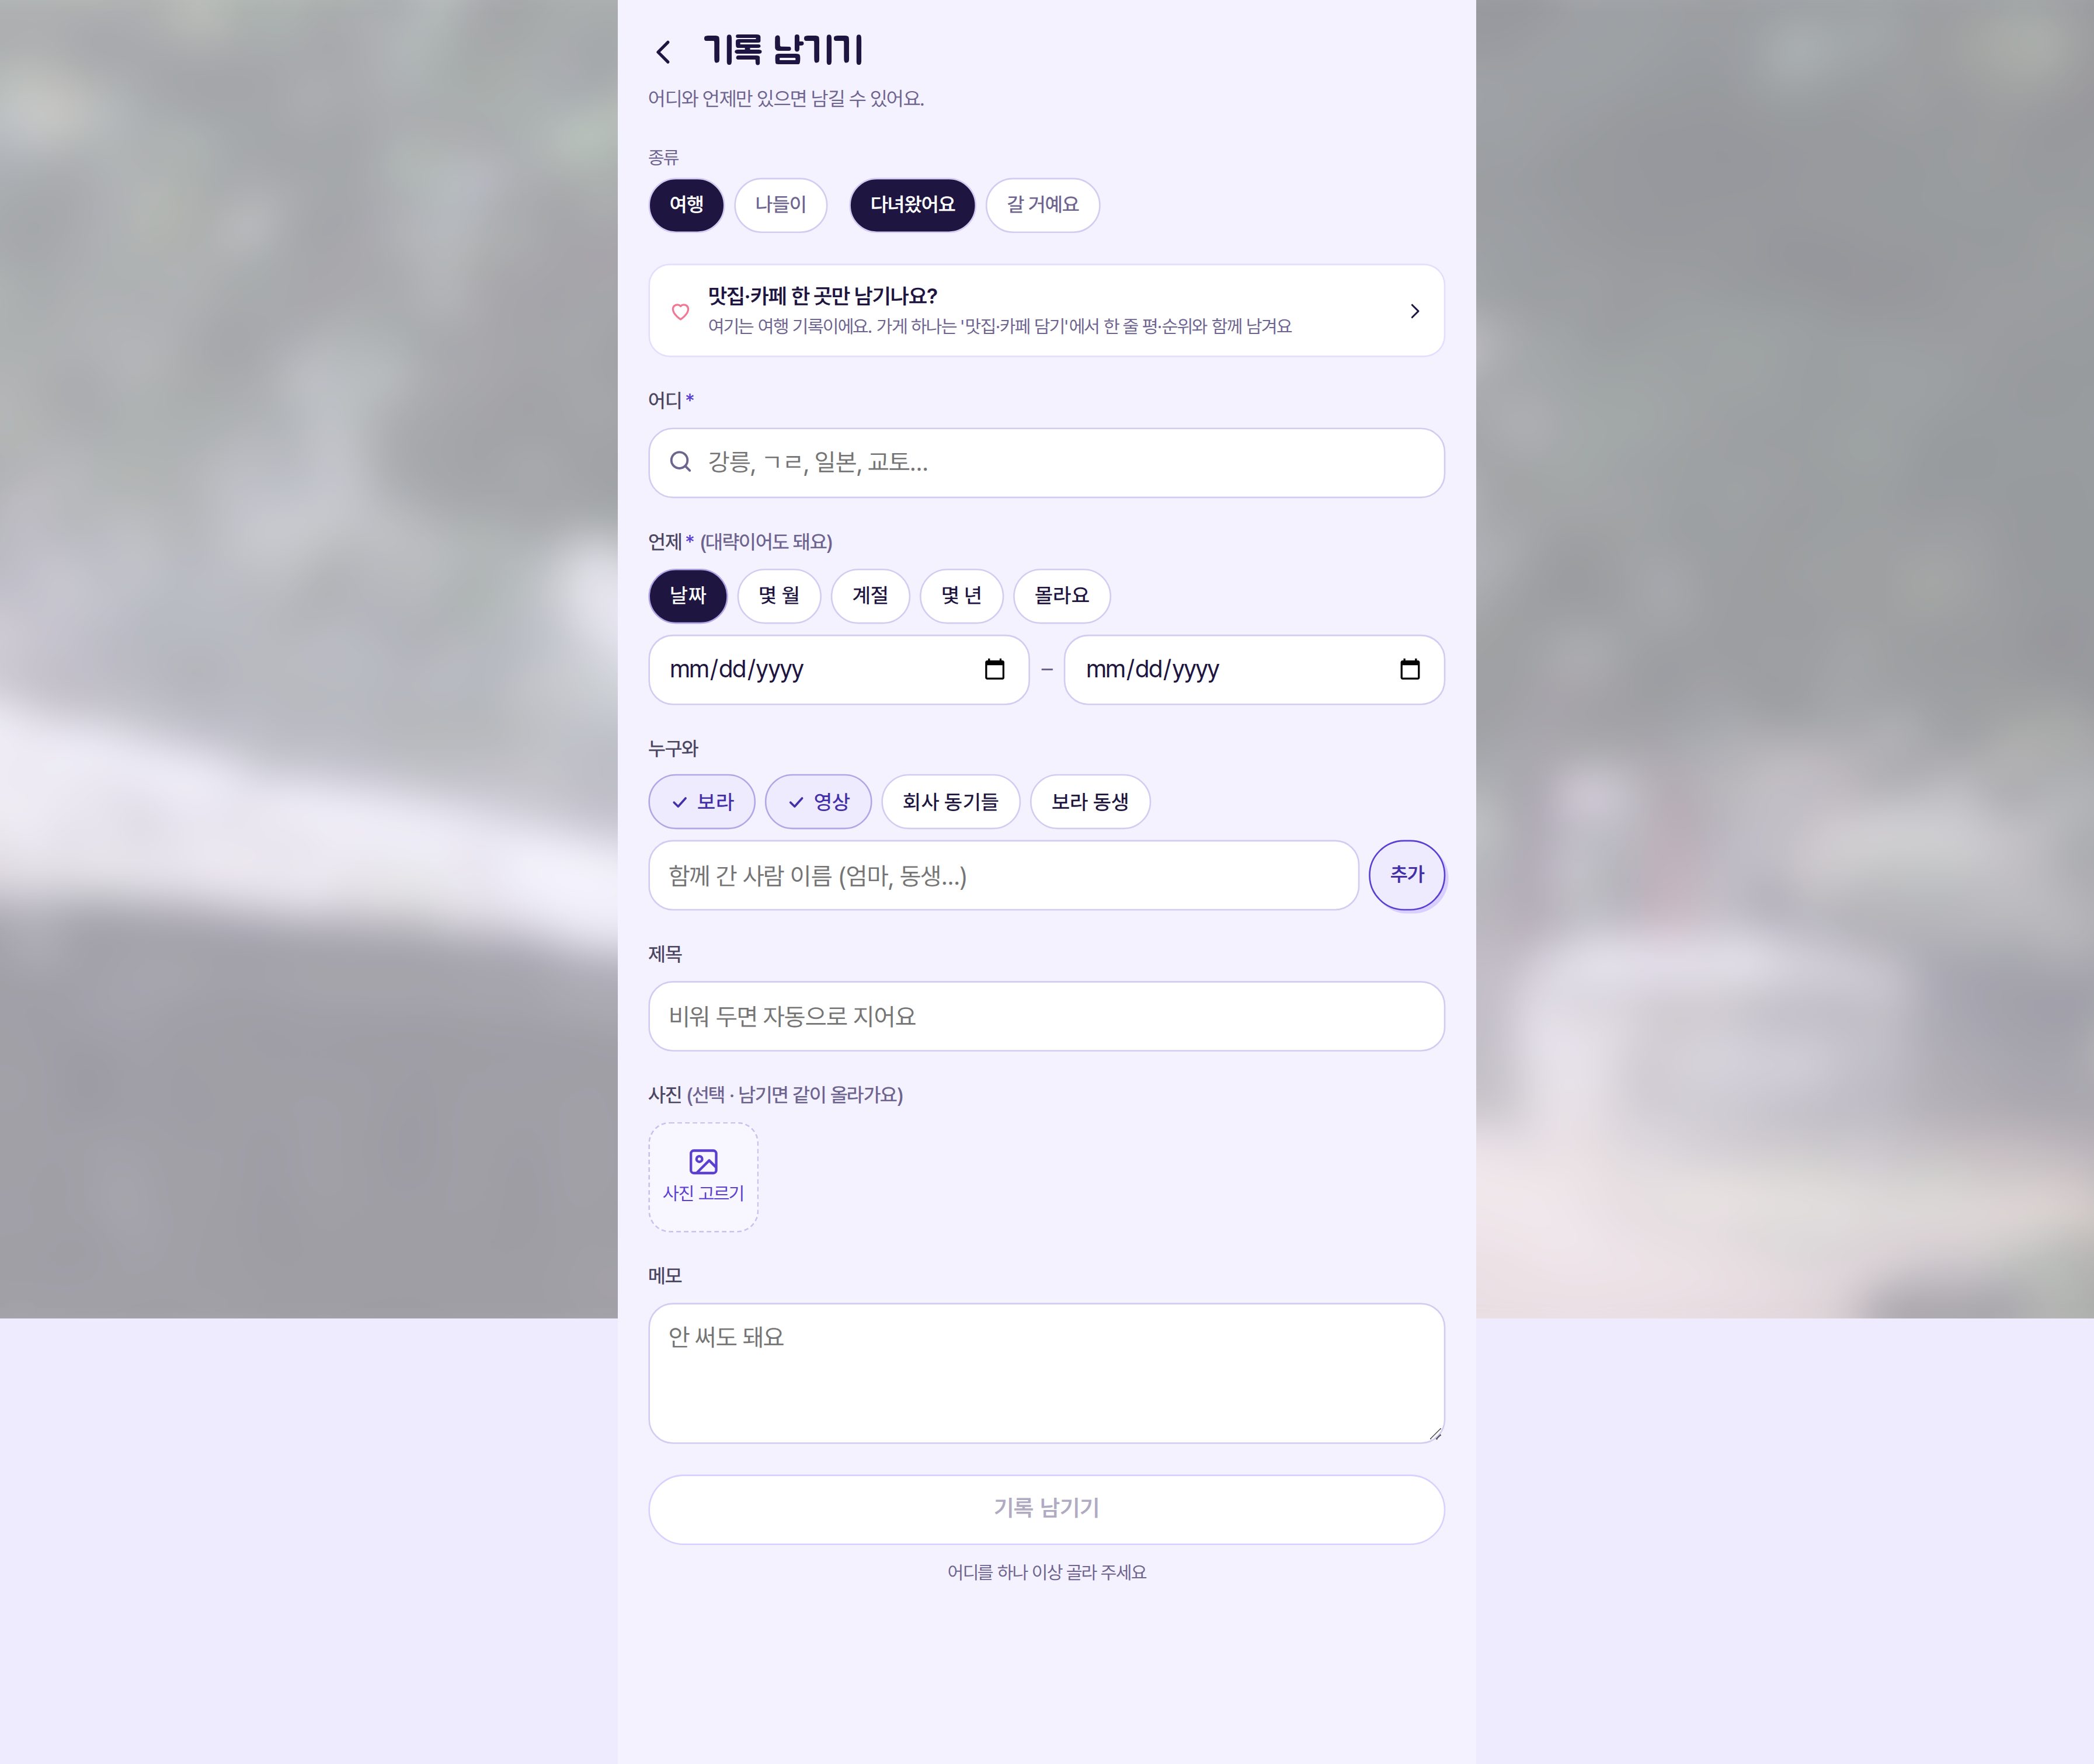 기록 남기기
어디와 언제만 있으면 남길 수 있어요.
종류
여행 나들이 다녀왔어요 갈 거예요
맛집·카페 한 곳만 남기나요?
여기는 여행 기록이에요. 가게 하나는 '맛집·카페 담기'에서 한 줄 평·순위와 함께 남겨요
어디 *
강릉, ㄱㄹ, 일본, 교토...
언제 * (대략이어도 돼요)
날짜 몇 월 계절 몇 년 몰라요
mm/dd/yyyy – mm/dd/yyyy
누구와
보라 영상 회사 동기들 보라 동생
함께 간 사람 이름 (엄마, 동생...) 추가
제목
비워 두면 자동으로 지어요
사진 (선택 · 남기면 같이 올라가요)
사진 고르기
메모
안 써도 돼요
기록 남기기
어디를 하나 이상 골라 주세요